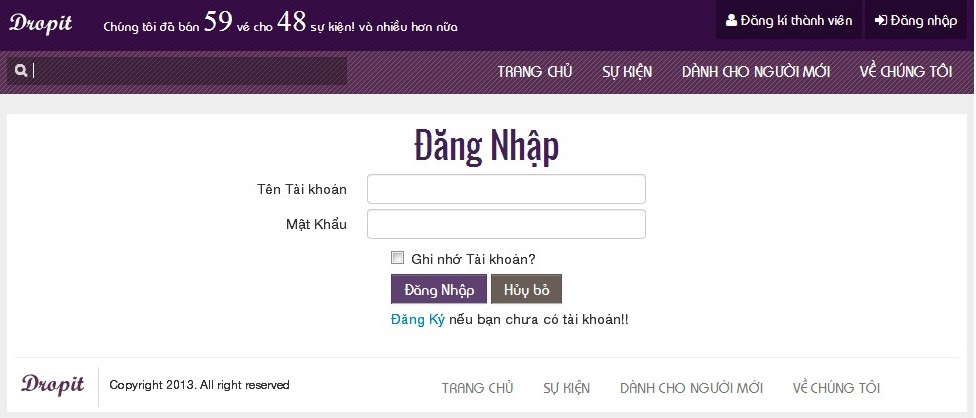 Dropit Chúng tôi đã bán 59 vé cho 48 sự kiện! và nhiều hơn nữa Đăng kí thành viên Đăng nhập
TRANG CHỦ SỰ KIỆN DÀNH CHO NGƯỜI MỚI VỀ CHÚNG TÔI
Đăng Nhập
Tên Tài khoản
Mật Khẩu
Ghi nhớ Tài khoản?
Đăng Nhập Hủy bỏ
Đăng Ký nếu bạn chưa có tài khoản!!
Dropit Copyright 2013. All right reserved TRANG CHỦ SỰ KIỆN DÀNH CHO NGƯỜI MỚI VỀ CHÚNG TÔI